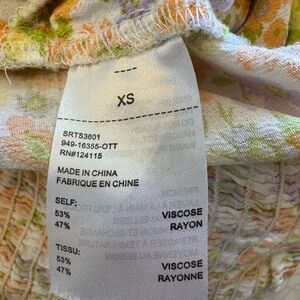 XS
SRTS3601
949-16355-OTT
RN#124115
MADE IN CHINA
FABRIQUE EN CHINE
SELF:
53% VISCOSE
47% RAYON
TISSU:
53% VISCOSE
47% RAYONNE